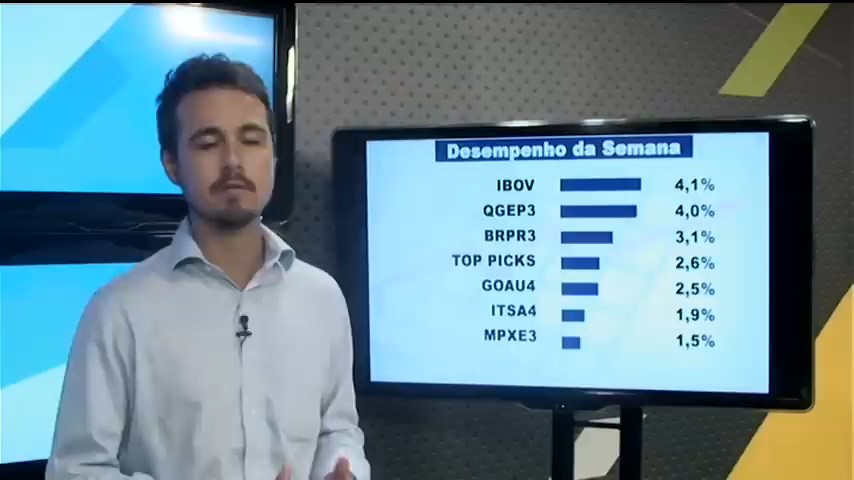 Desempenho da Semana
IBOV 4,1%
QGEP3 4,0%
BRPR3 3,1%
TOP PICKS 2,6%
GOAU4 2,5%
ITSA4 1,9%
MPXE3 1,5%